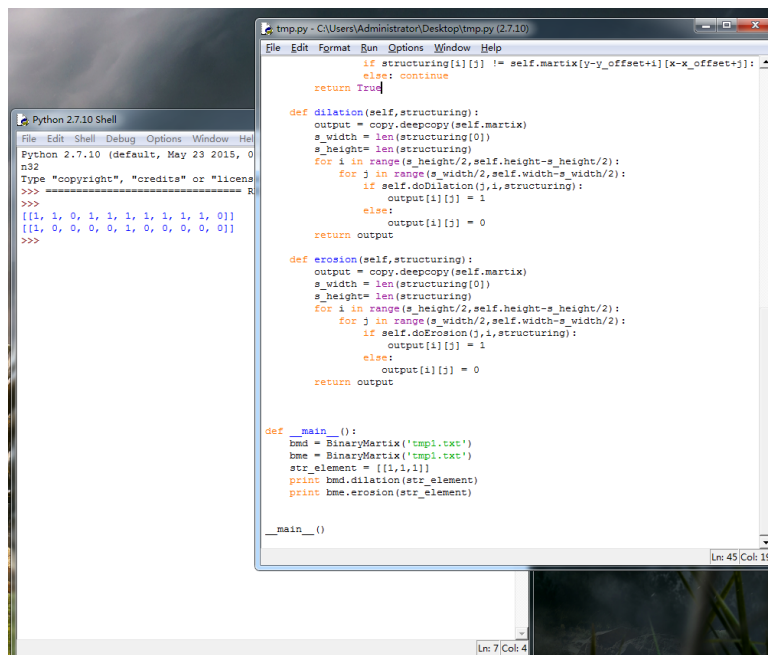 tmp.py - C:\Users\Administrator\Desktop\tmp.py (2.7.10)
File Edit Format Run Options Window Help
if structuring[i][j] != self.martix[y-y_offset+i][x-x_offset+j]:
else: continue
return True
def dilation(self,structuring):
output = copy.deepcopy(self.martix)
s_width = len(structuring[0])
s_height= len(structuring)
for i in range(s_height/2,self.height-s_height/2):
for j in range(s_width/2,self.width-s_width/2):
if self.doDilation(j,i,structuring):
output[i][j] = 1
else:
output[i][j] = 0
return output
def erosion(self,structuring):
output = copy.deepcopy(self.martix)
s_width = len(structuring[0])
s_height= len(structuring)
for i in range(s_height/2,self.height-s_height/2):
for j in range(s_width/2,self.width-s_width/2):
if self.doErosion(j,i,structuring):
output[i][j] = 1
else:
output[i][j] = 0
return output
def __main__():
bmd = BinaryMartix('tmp1.txt')
bme = BinaryMartix('tmp1.txt')
str_element = [[1,1,1]]
print bmd.dilation(str_element)
print bme.erosion(str_element)
__main__()
Ln: 45 Col: 19
Python 2.7.10 Shell
File Edit Shell Debug Options Window Hel
Python 2.7.10 (default, May 23 2015, 0
n32
Type "copyright", "credits" or "licens
>>> ================================ R
>>>
[[1, 1, 0, 1, 1, 1, 1, 1, 1, 1, 0]]
[[1, 0, 0, 0, 0, 1, 0, 0, 0, 0, 0]]
>>>
Ln: 7 Col: 4